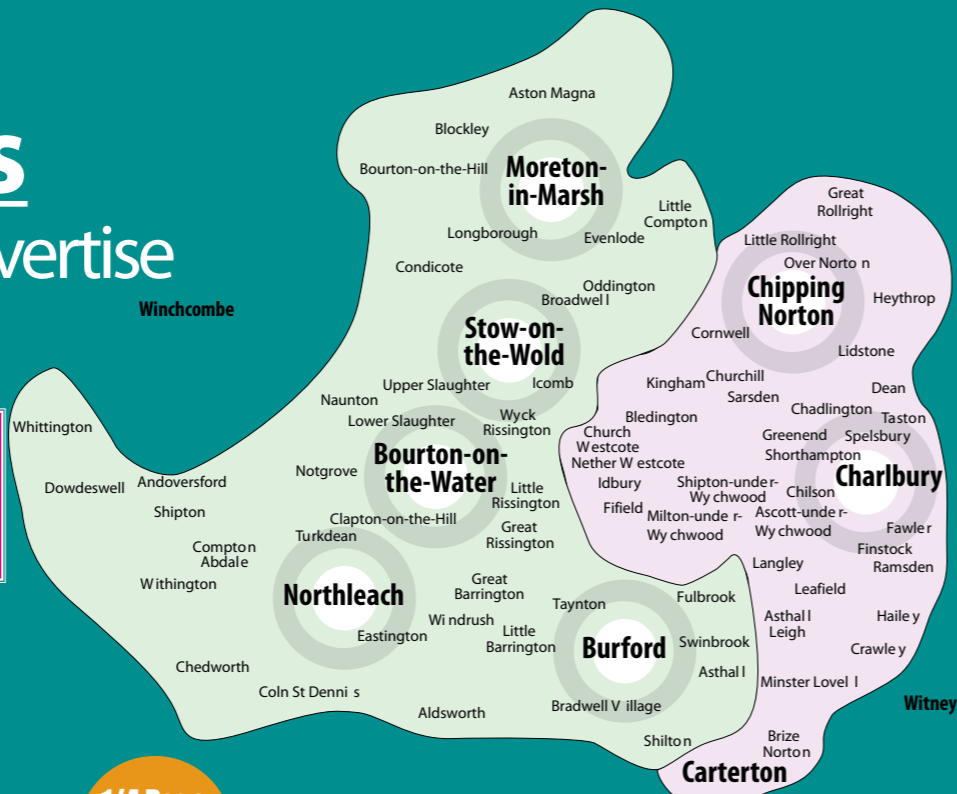 s
vertise
Winchcombe
Aston Magna
Blockley
Bourton-on-the-Hill
Moreton-
in-Marsh
Little
Compton
Longborough
Evenlode
Condicote
Oddington
Broadwell
Stow-on-
the-Wold
Upper Slaughter
Icomb
Naunton
Lower Slaughter
Wyck
Rissington
Bourton-on-
the-Water
Notgrove
Little
Rissington
Clapton-on-the-Hill
Turkdean
Great
Rissington
Whittington
Dowdeswell
Andoversford
Shipton
Compton
Abdale
Withington
Northleach
Great
Barrington
Windrush
Eastington
Little
Barrington
Taynton
Burford
Fulbrook
Swinbrook
Asthall
Chedworth
Coln St Dennis
Aldsworth
Bradwell Village
Shilton
Great
Rollright
Little Rollright
Over Norton
Chipping
Norton
Heythrop
Cornwell
Lidstone
Kingham
Churchill
Sarsden
Dean
Bledington
Chadlington
Taston
Church
Westcote
Greenend
Spelsbury
Nether Westcote
Shorthampton
Charlbury
Idbury
Shipton-under-
Wychwood
Chilson
Fifield
Milton-under-
Wychwood
Ascott-under-
Wychwood
Fawler
Finstock
Ramsden
Langley
Leafield
Asthall
Leigh
Hailey
Crawley
Minster Lovell
Witney
Brize
Norton
Carterton